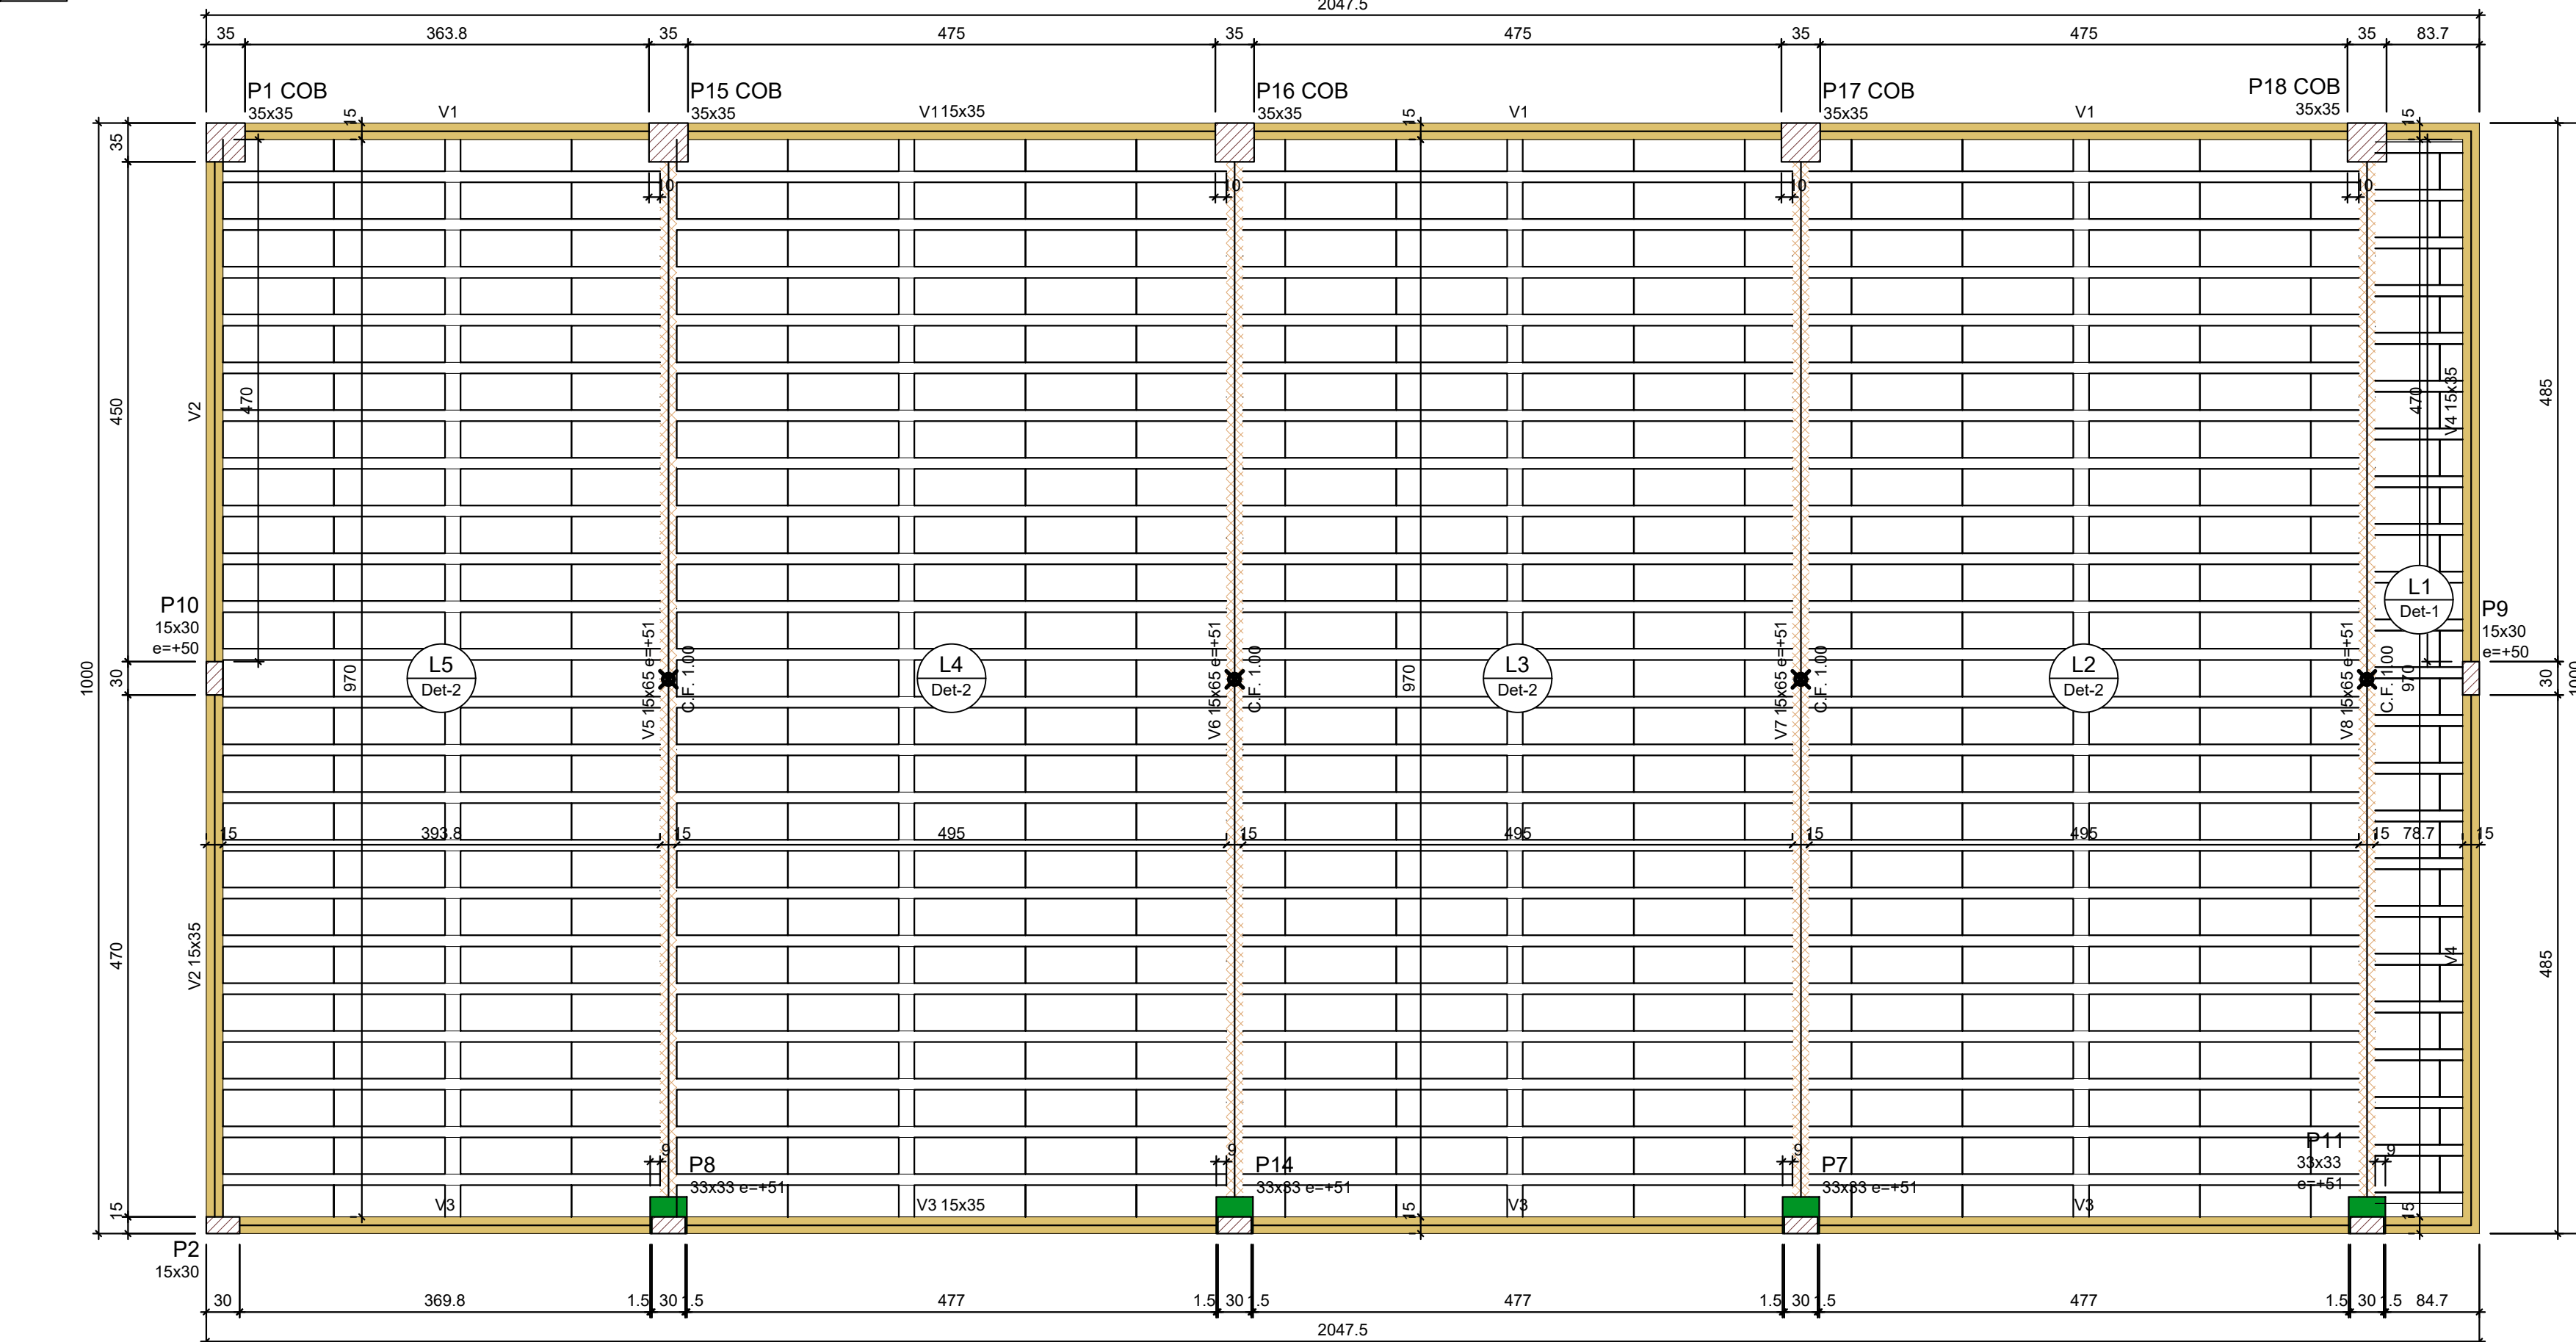 2047.5
35 363.8 35 475 35 475 35 475 35 83.7
P1 COB
35x35
15
V1
P15 COB
35x35
V1 15x35
P16 COB
35x35
15
V1
P17 COB
35x35
V1
P18 COB
35x35
15
35
10
10
10
10
450
V2
470
470
V4 15x35
485
P10
15x30
e=+50
1000
30
970
L5
Det-2
V5 15x65 e=+51
C.F. 1.00
L4
Det-2
V6 15x65 e=+51
C.F. 1.00
970
L3
Det-2
V7 15x65 e=+51
C.F. 1.00
L2
Det-2
V8 15x65 e=+51
C.F. 1.00
970
L1
Det-1
P9
15x30
e=+50
30
1000
15 393.8 15 495 15 495 15 495 15 78.7 15
470
V2 15x35
V4
485
9
P8
33x33 e=+51
9
P14
33x33 e=+51
9
P7
33x33 e=+51
P11
33x33
e=+51
9
15
V3
V3 15x35
15
V3
V3
15
P2
15x30
30 369.8 1.5 30 1.5 477 1.5 30 1.5 477 1.5 30 1.5 477 1.5 30 1.5 84.7
2047.5